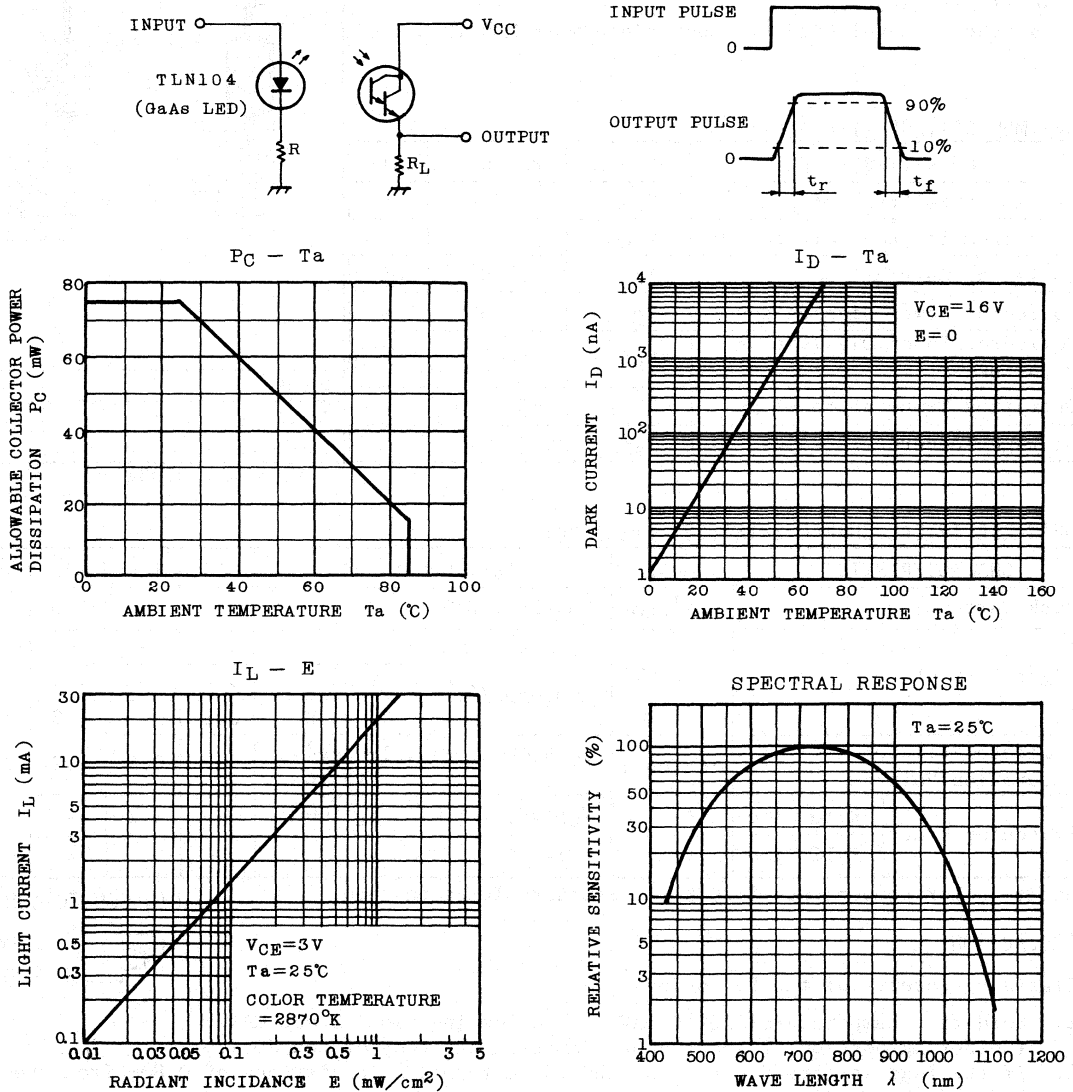 INPUT
VCC
TLN104
(GaAs LED)
R
RL
OUTPUT
INPUT PULSE
0
OUTPUT PULSE
0
90%
10%
tr
tf
PC – Ta
ALLOWABLE COLLECTOR POWER
DISSIPATION PC (mW)
80
60
40
20
0
0 20 40 60 80 100
AMBIENT TEMPERATURE Ta (℃)
ID – Ta
DARK CURRENT ID (nA)
10⁴
10³
10²
10
1
VCE=16V
E=0
0 20 40 60 80 100 120 140 160
AMBIENT TEMPERATURE Ta (℃)
IL – E
LIGHT CURRENT IL (mA)
30
10
5
3
1
0.5
0.3
0.1
VCE=3V
Ta=25℃
COLOR TEMPERATURE
=2870°K
0.01 0.03 0.05 0.1 0.3 0.5 1 3 5
RADIANT INCIDANCE E (mW/cm²)
SPECTRAL RESPONSE
RELATIVE SENSITIVITY (%)
Ta=25℃
100
50
30
10
5
3
1
400 500 600 700 800 900 1000 1100 1200
WAVE LENGTH λ (nm)